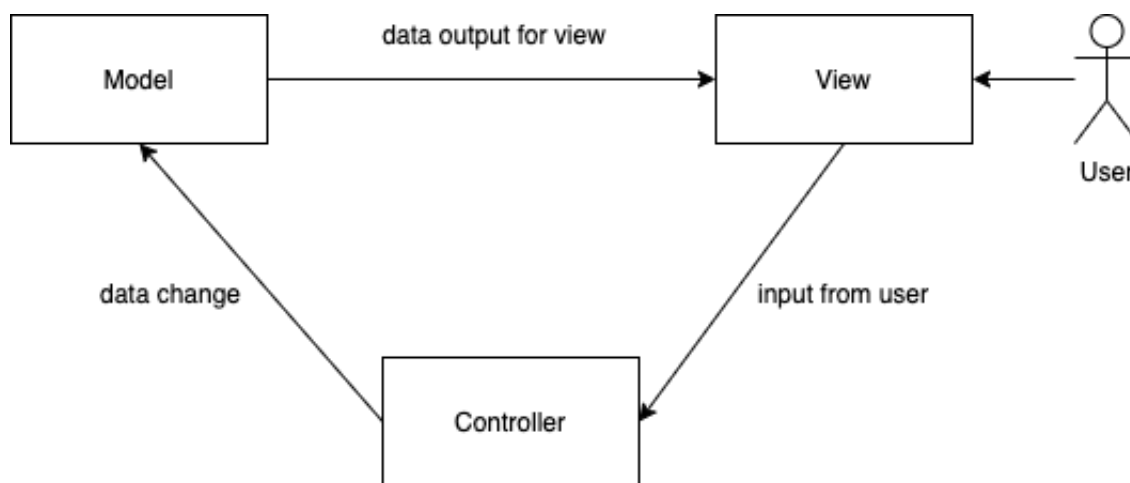 data output for view
Model
View
User
data change
input from user
Controller